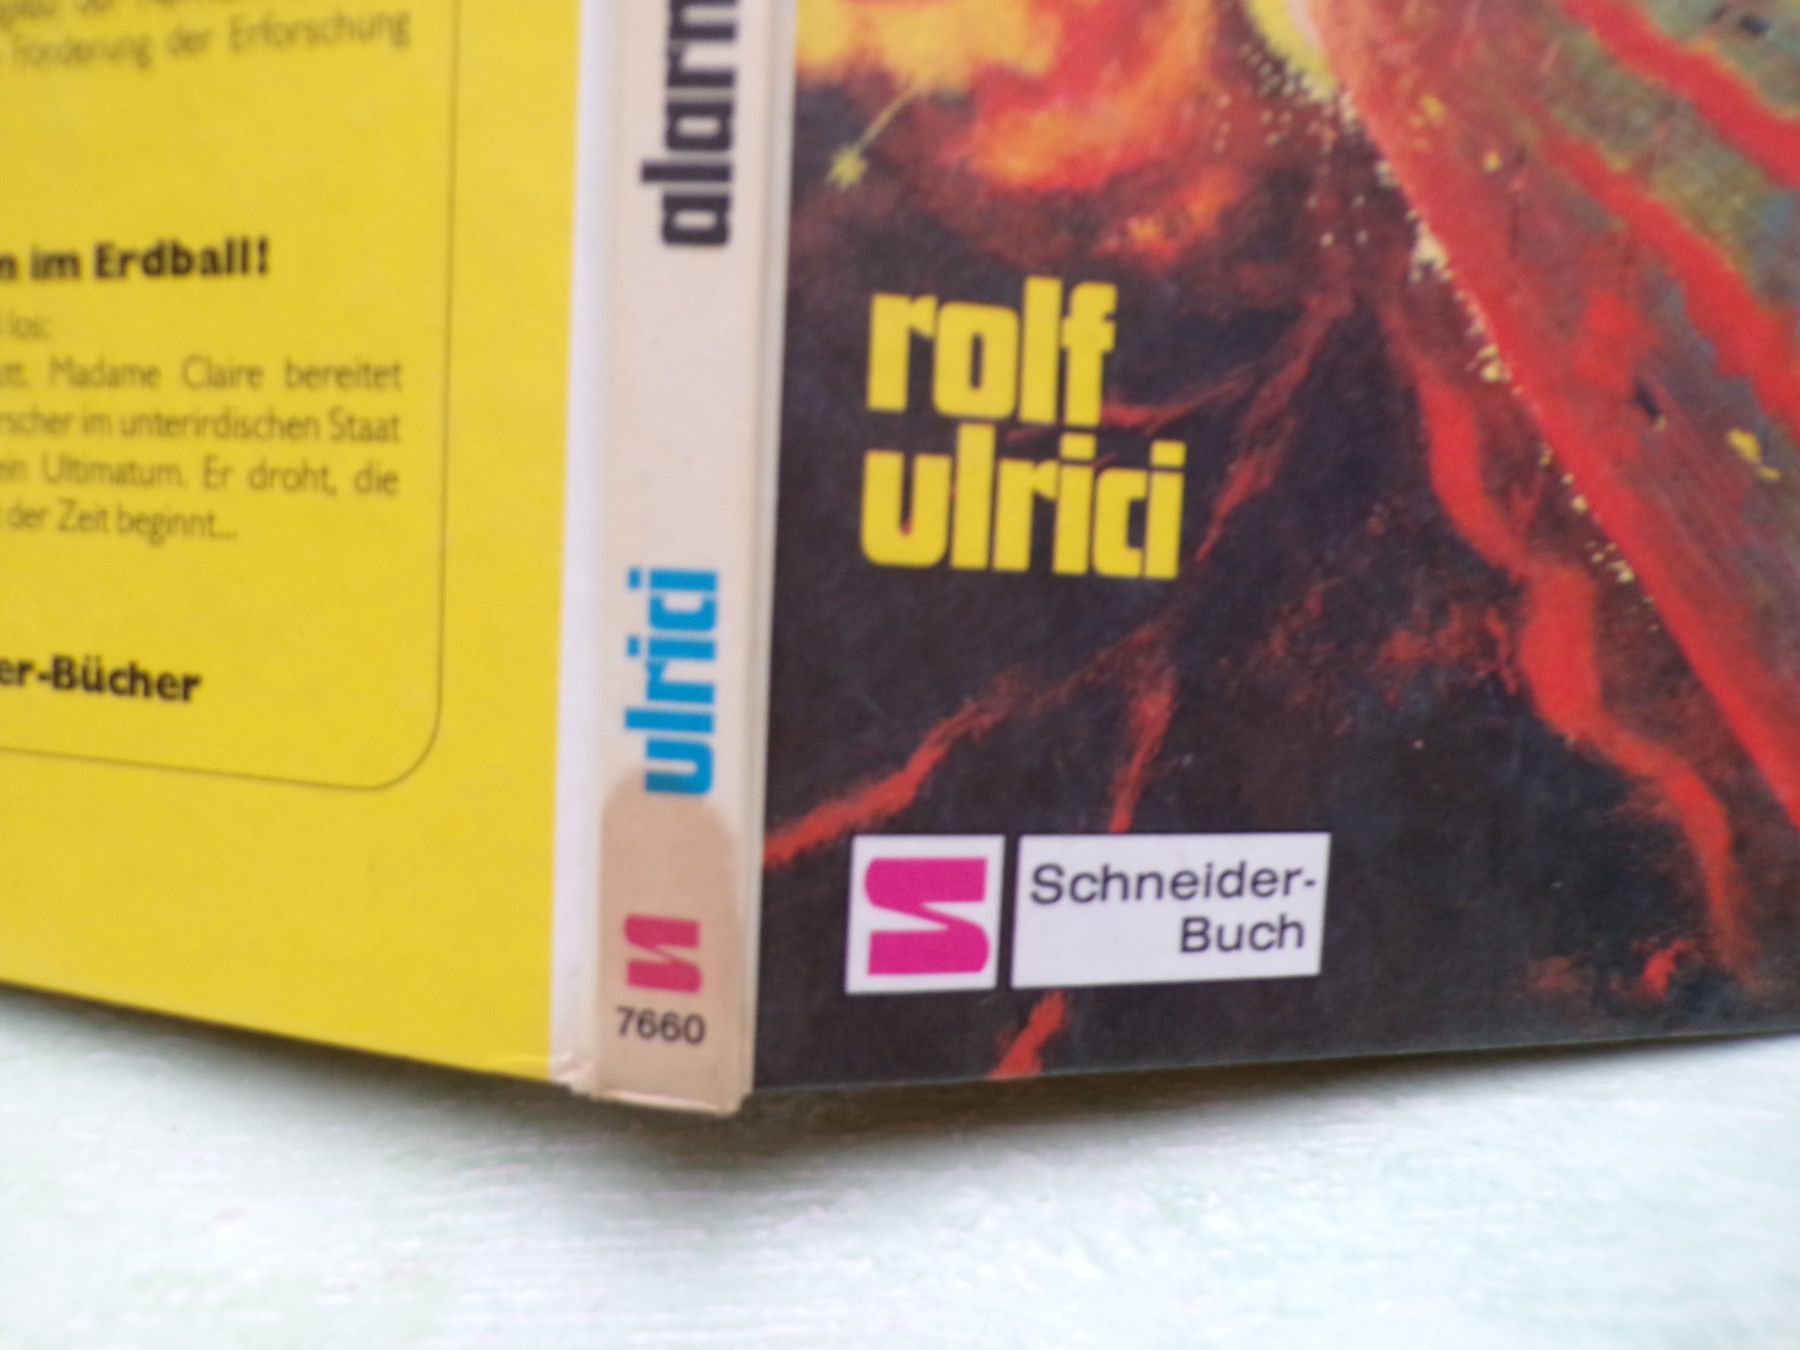 Förderung der Erforschung
im Erdball!
los:
Madame Claire bereitet
im unterirdischen Staat
ein Ultimatum. Er droht, die
der Zeit beginnt...
er-Bücher
alarm
ulrici
7660
rolf
ulrici
Schneider-
Buch